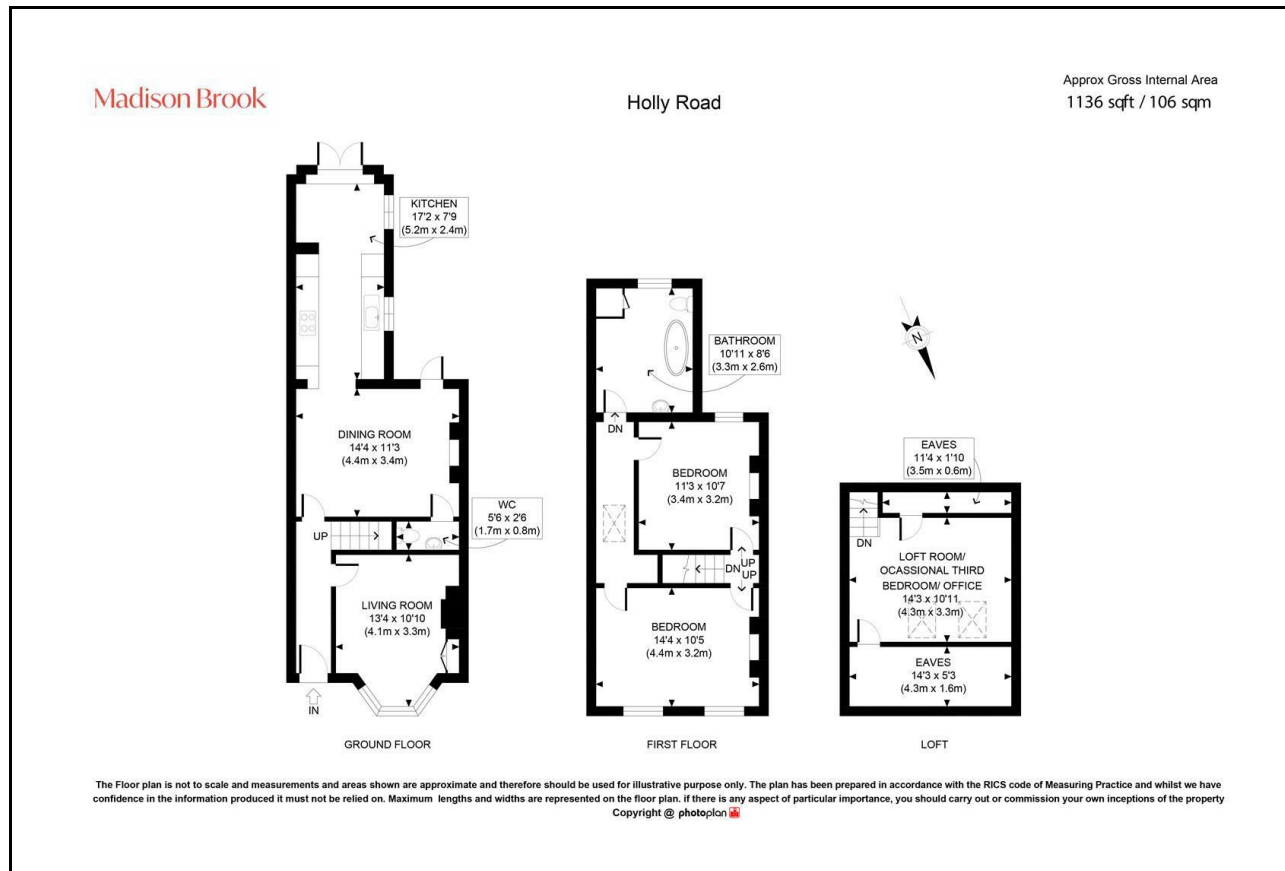 Madison Brook
Holly Road
Approx Gross Internal Area
1136 sqft / 106 sqm
KITCHEN
17'2 x 7'9
(5.2m x 2.4m)
DINING ROOM
14'4 x 11'3
(4.4m x 3.4m)
WC
5'6 x 2'6
(1.7m x 0.8m)
UP
LIVING ROOM
13'4 x 10'10
(4.1m x 3.3m)
IN
GROUND FLOOR
BATHROOM
10'11 x 8'6
(3.3m x 2.6m)
DN
BEDROOM
11'3 x 10'7
(3.4m x 3.2m)
UP
DN
UP
BEDROOM
14'4 x 10'5
(4.4m x 3.2m)
FIRST FLOOR
N
EAVES
11'4 x 1'10
(3.5m x 0.6m)
DN
LOFT ROOM/
OCASSIONAL THIRD
BEDROOM/ OFFICE
14'3 x 10'11
(4.3m x 3.3m)
EAVES
14'3 x 5'3
(4.3m x 1.6m)
LOFT
The Floor plan is not to scale and measurements and areas shown are approximate and therefore should be used for illustrative purpose only. The plan has been prepared in accordance with the RICS code of Measuring Practice and whilst we have
confidence in the information produced it must not be relied on. Maximum lengths and widths are represented on the floor plan. if there is any aspect of particular importance, you should carry out or commission your own inceptions of the property
Copyright @ photoplan